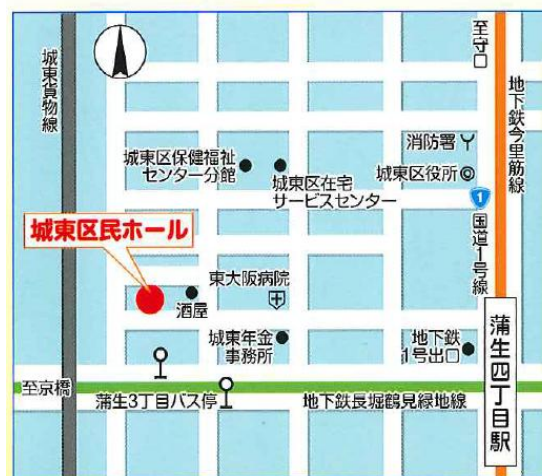 城東貨物線
至守口
地下鉄今里筋線
消防署
城東区保健福祉
センター分館
城東区役所
城東区在宅
サービスセンター
1
国道1号線
城東区民ホール
東大阪病院
酒屋
蒲生四丁目駅
城東年金
事務所
地下鉄
1号出口
至京橋
蒲生3丁目バス停
地下鉄長堀鶴見緑地線